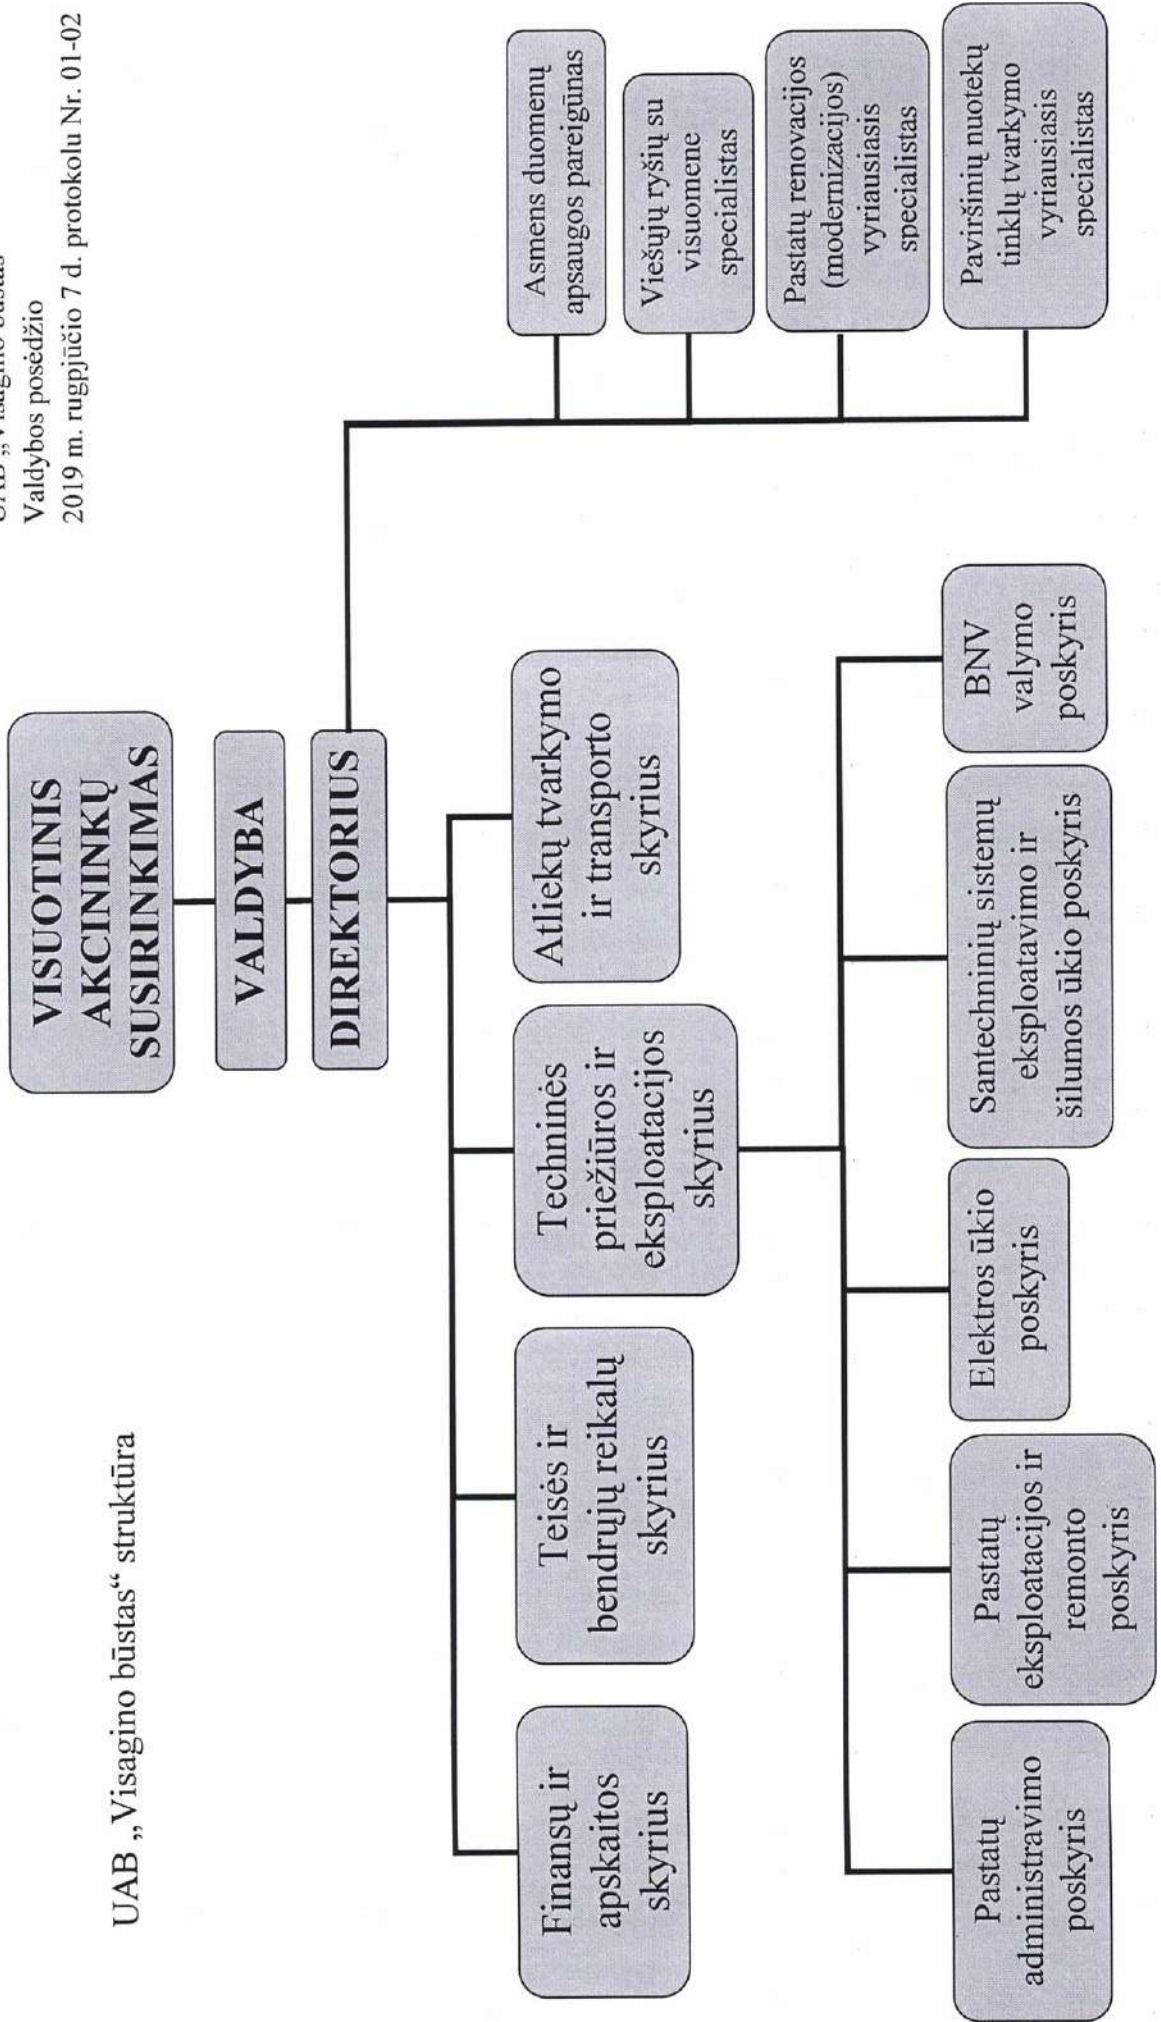 UAB „Visagino būstas“
Valdybos posėdžio
2019 m. rugpjūčio 7 d. protokolu Nr. 01-02
UAB „Visagino būstas“ struktūra
VISUOTINIS
AKCININKŲ
SUSIRINKIMAS
VALDYBA
DIREKTORIUS
Asmens duomenų
apsaugos pareigūnas
Viešųjų ryšių su
visuomene
specialistas
Pastatų renovacijos
(modernizacijos)
vyriausiasis
specialistas
Paviršinių nuotekų
tinklų tvarkymo
vyriausiasis
specialistas
Finansų ir
apskaitos
skyrius
Teisės ir
bendrųjų reikalų
skyrius
Techninės
priežiūros ir
eksploatacijos
skyrius
Atliekų tvarkymo
ir transporto
skyrius
Pastatų
administravimo
poskyris
Pastatų
eksploatacijos ir
remonto
poskyris
Elektros ūkio
poskyris
Santechninių sistemų
eksploatavimo ir
šilumos ūkio poskyris
BNV
valymo
poskyris